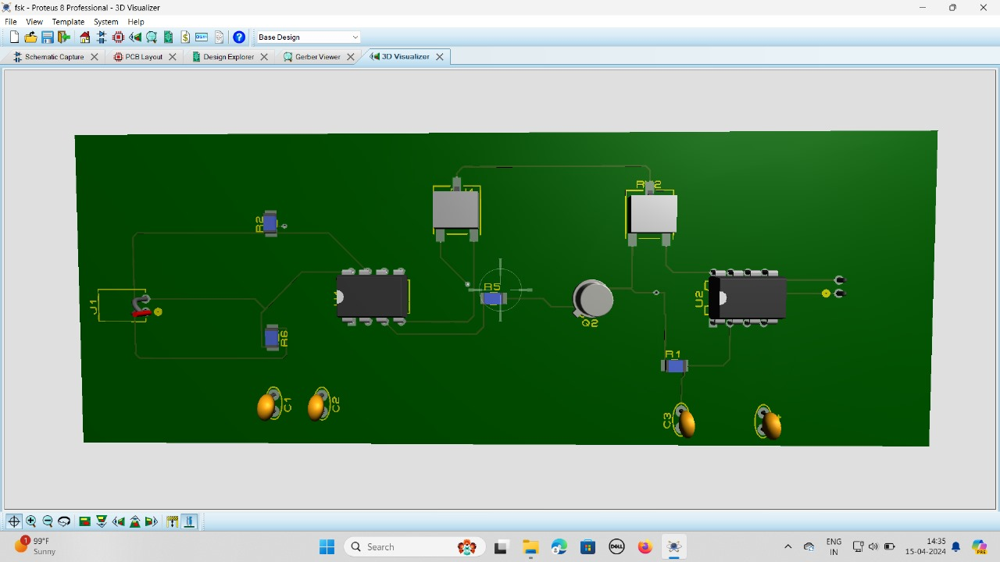 fsk - Proteus 8 Professional - 3D Visualizer
File View Template System Help
Base Design
Schematic Capture PCB Layout Design Explorer Gerber Viewer 3D Visualizer
R2
J1
R5
Q2
U2
R6
R1
C1
C2
C3
1
99°F
Sunny
Search
DELL
ENG
IN
14:35
15-04-2024
PRE